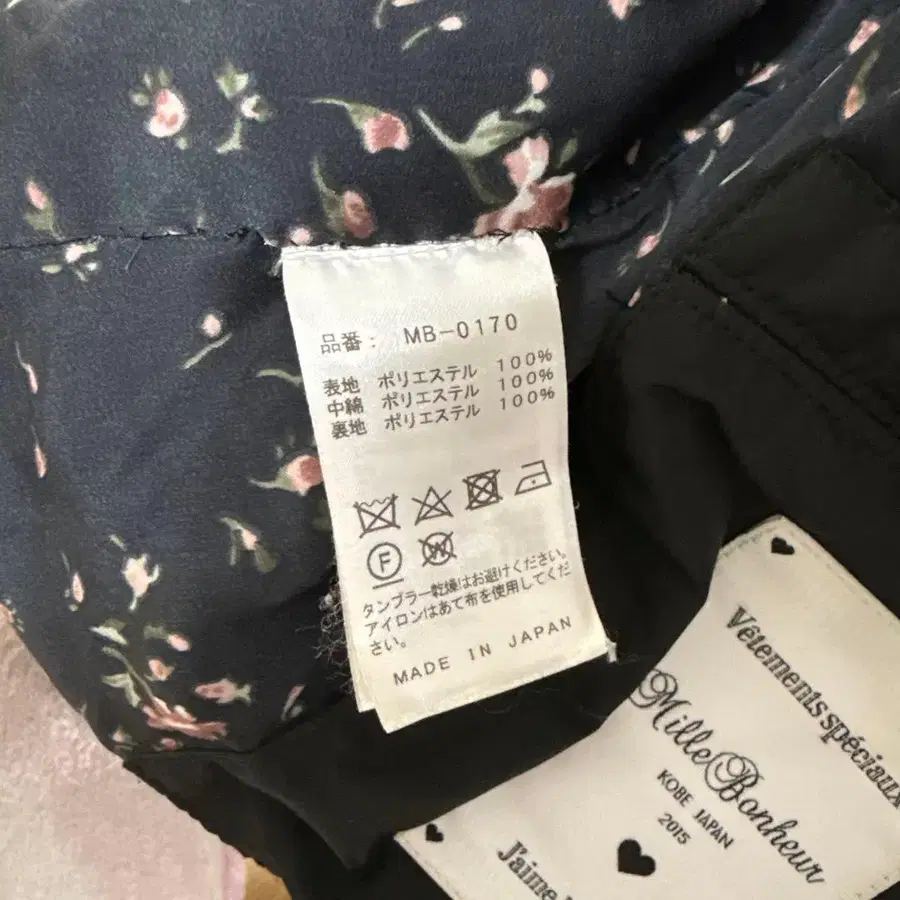 品番： MB-0170
表地 ポリエステル 100%
中綿 ポリエステル 100%
裏地 ポリエステル 100%
F W
タンブラー乾燥はお避けください。
アイロンはあて布を使用してくだ
さい。
MADE IN JAPAN
Vêtements spéciaux
Mille Bonheur
KOBE JAPAN
2015
J'aime